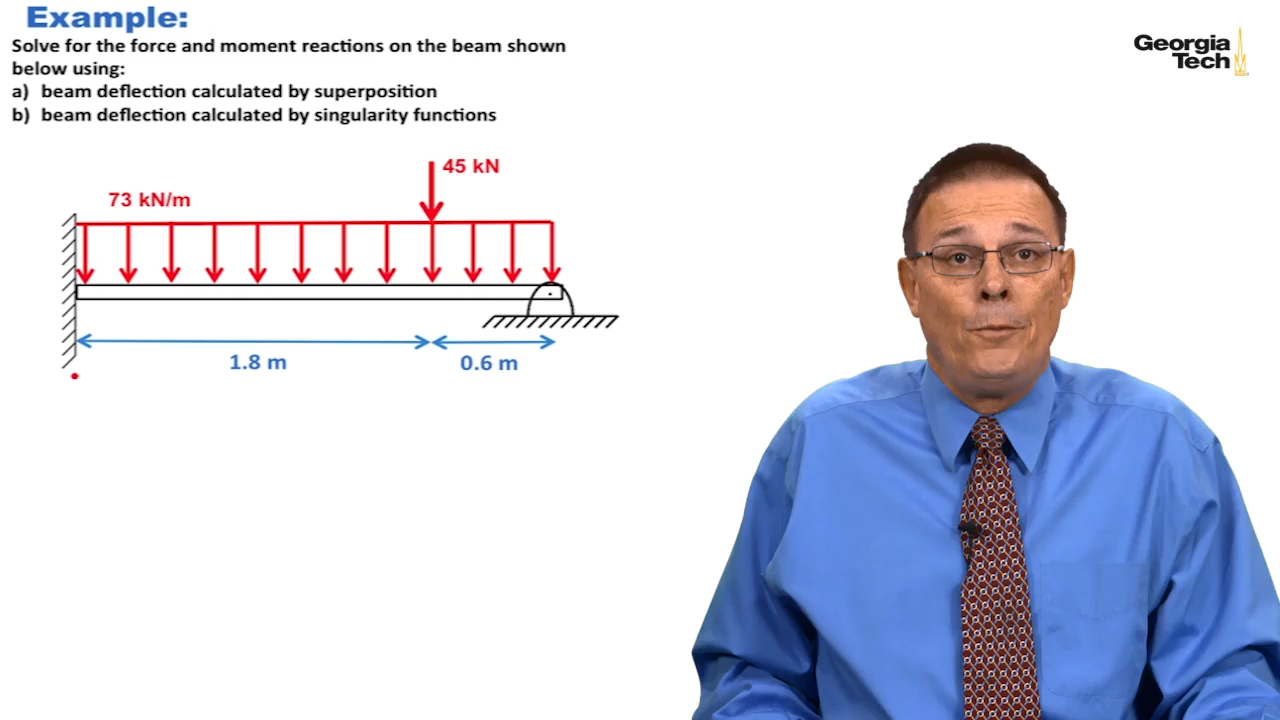 Example:
Georgia
Tech
Solve for the force and moment reactions on the beam shown
below using:
a) beam deflection calculated by superposition
b) beam deflection calculated by singularity functions
45 kN
73 kN/m
1.8 m
0.6 m